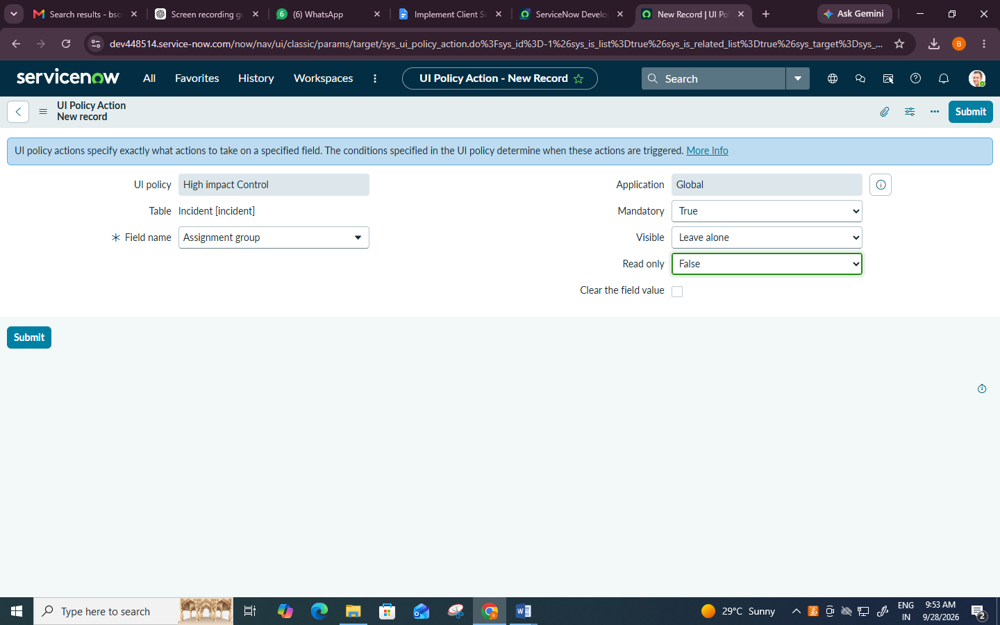 Search results - bsc
Screen recording g
6 (6) WhatsApp
Implement Client S
ServiceNow Develo
New Record | UI Po
Ask Gemini
dev448514.service-now.com/now/nav/ui/classic/params/target/sys_ui_policy_action.do%3Fsys_id%3D-1%26sys_is_list%3Dtrue%26sys_is_related_list%3Dtrue%26sys_target%3Dsys_...
B
servicenow
All
Favorites
History
Workspaces
UI Policy Action - New Record
Search
UI Policy Action
New record
Submit
UI policy actions specify exactly what actions to take on a specified field. The conditions specified in the UI policy determine when these actions are triggered. More Info
UI policy High impact Control
Application Global
Table Incident [incident]
Mandatory True
Field name Assignment group
Visible Leave alone
Read only False
Clear the field value
Submit
Type here to search
29°C Sunny
ENG
IN
9:53 AM
9/28/2026
2